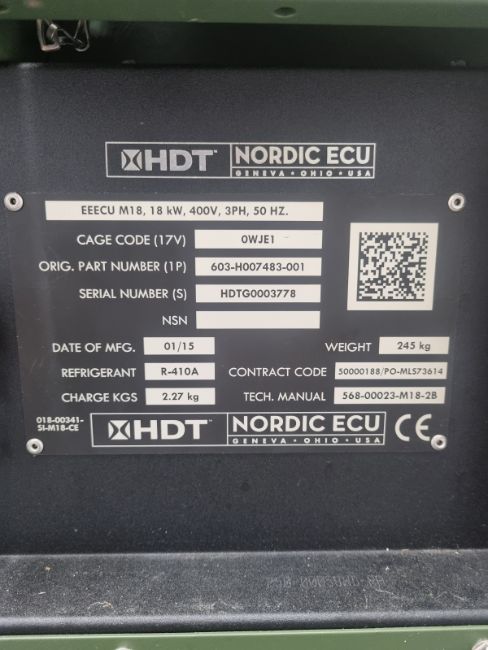 HDT™ NORDIC ECU
GENEVA • OHIO • USA
EEECU M18, 18 kW, 400V, 3PH, 50 HZ.
CAGE CODE (17V) 0WJE1
ORIG. PART NUMBER (1P) 603-H007483-001
SERIAL NUMBER (S) HDTG0003778
NSN
DATE OF MFG. 01/15 WEIGHT 245 kg
REFRIGERANT R-410A CONTRACT CODE 50000188/PO-MLS73614
CHARGE KGS 2.27 kg TECH. MANUAL 568-00023-M18-2B
018-00341-
SI-M18-CE
HDT™ NORDIC ECU CE
GENEVA • OHIO • USA